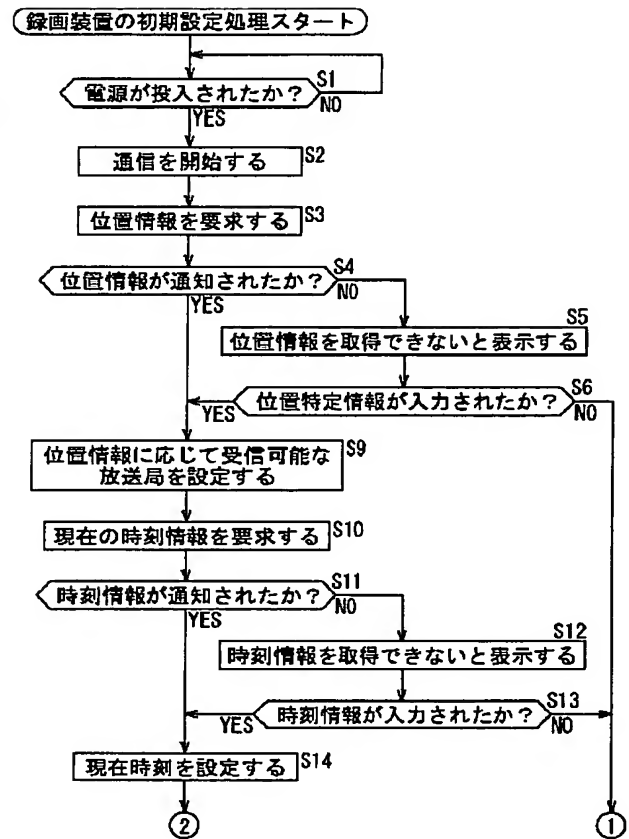 録画装置の初期設定処理スタート
電源が投入されたか？
S1
NO
YES
通信を開始する
S2
位置情報を要求する
S3
位置情報が通知されたか？
S4
NO
YES
位置情報を取得できないと表示する
S5
位置特定情報が入力されたか？
S6
YES
NO
位置情報に応じて受信可能な
放送局を設定する
S9
現在の時刻情報を要求する
S10
時刻情報が通知されたか？
S11
NO
YES
時刻情報を取得できないと表示する
S12
時刻情報が入力されたか？
S13
YES
NO
現在時刻を設定する
S14
②
①